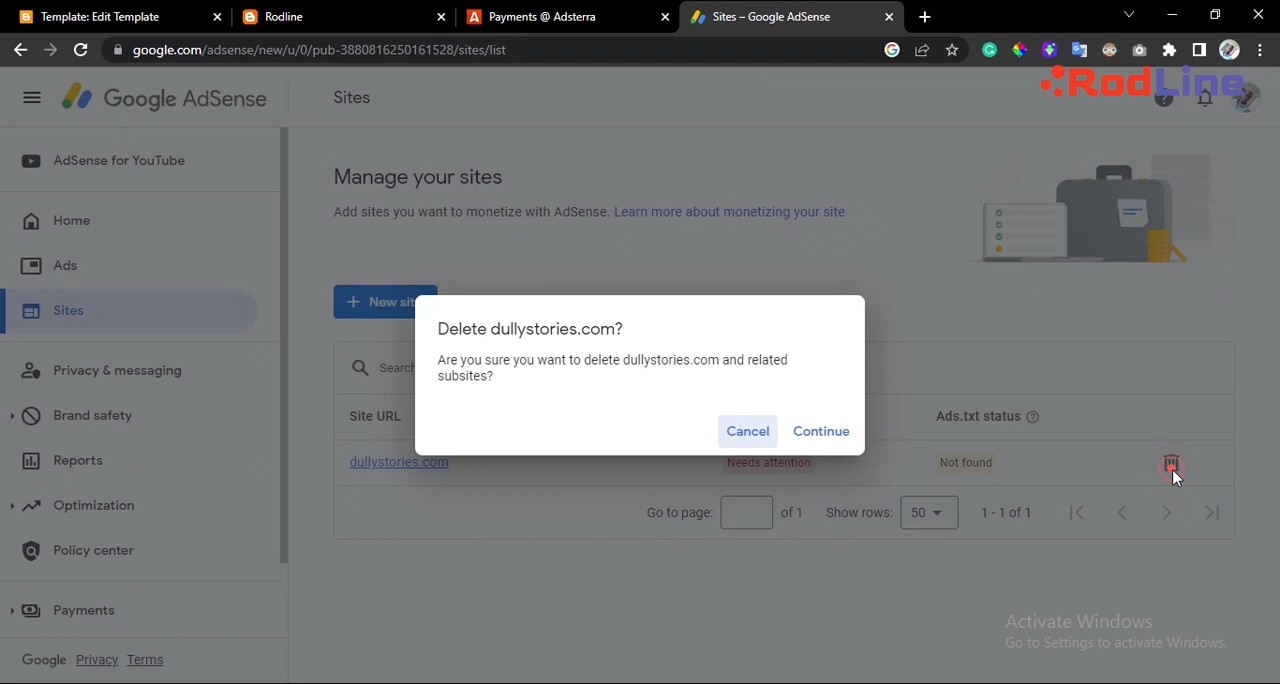 Template: Edit Template
Rodline
Payments @ Adsterra
Sites – Google AdSense
google.com/adsense/new/u/0/pub-3880816250161528/sites/list
Google AdSense
Sites
RodLine
AdSense for YouTube
Home
Ads
Sites
Privacy & messaging
Brand safety
Reports
Optimization
Policy center
Payments
Google Privacy Terms
Manage your sites
Add sites you want to monetize with AdSense. Learn more about monetizing your site
+ New sit
Search
Site URL
Ads.txt status
dullystories.com
Needs attention
Not found
Go to page:
of 1
Show rows:
50
1 - 1 of 1
Delete dullystories.com?
Are you sure you want to delete dullystories.com and related
subsites?
Cancel
Continue
Activate Windows
Go to Settings to activate Windows.